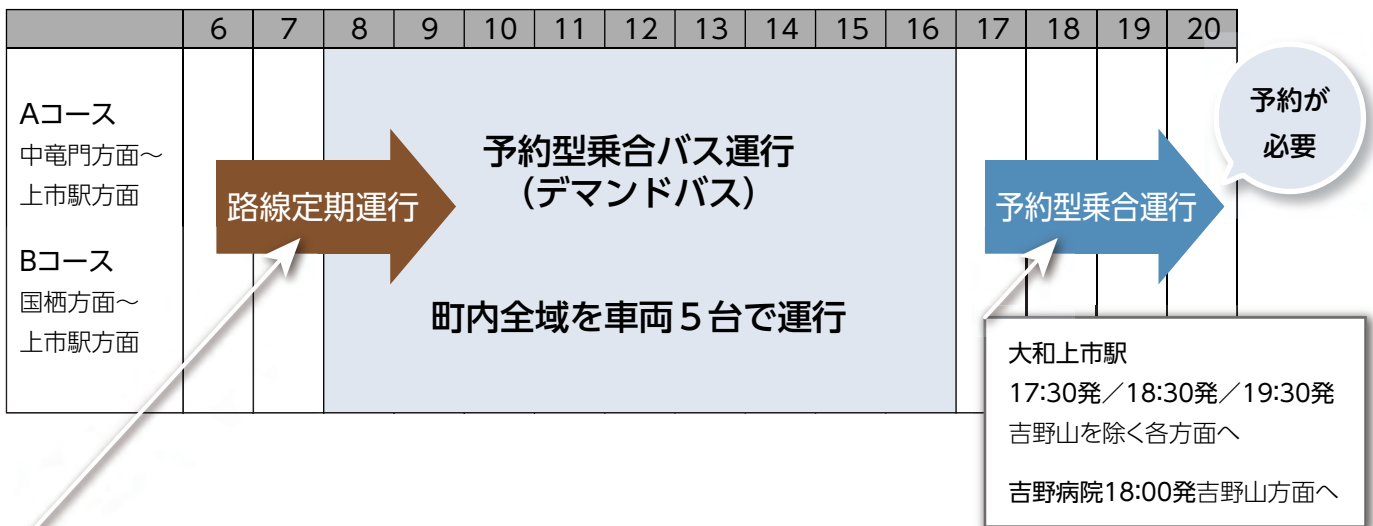 6 7 8 9 10 11 12 13 14 15 16 17 18 19 20
Aコース
中竜門方面〜
上市駅方面
Bコース
国栖方面〜
上市駅方面
路線定期運行
予約型乗合バス運行
（デマンドバス）
町内全域を車両５台で運行
予約型乗合運行
予約が
必要
大和上市駅
17:30発／18:30発／19:30発
吉野山を除く各方面へ
吉野病院18:00発吉野山方面へ